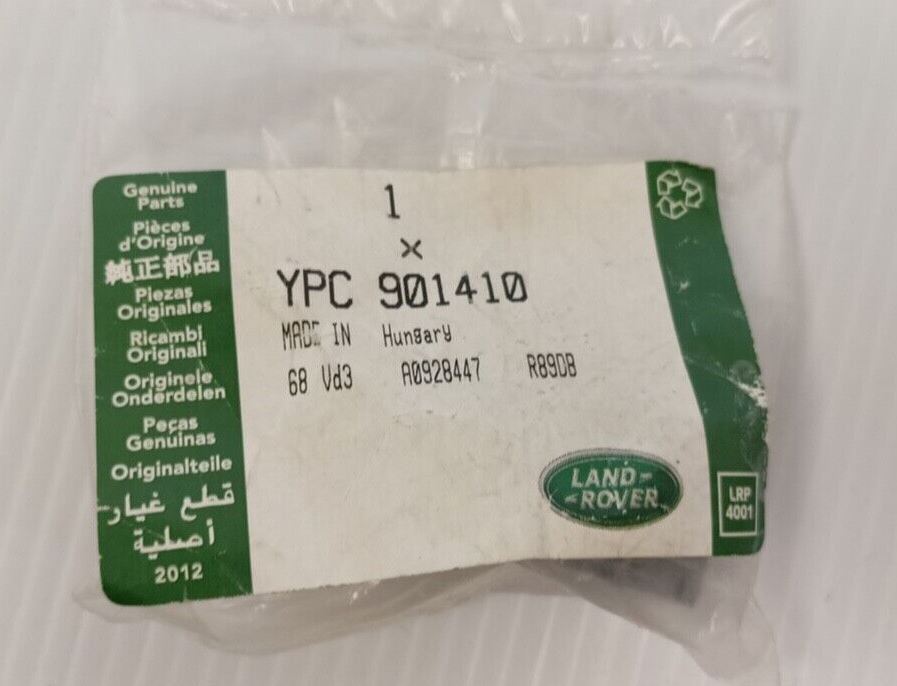 Genuine
Parts
Pièces
d'Origine
純正部品
Piezas
Originales
Ricambi
Originali
Originele
Onderdelen
Peças
Genuinas
Originalteile
قطع غيار
أصلية
2012
1
×
YPC 901410
MADE IN Hungary
68 Vd3 A0928447 R89DB
LAND-
-ROVER
LRP
4001